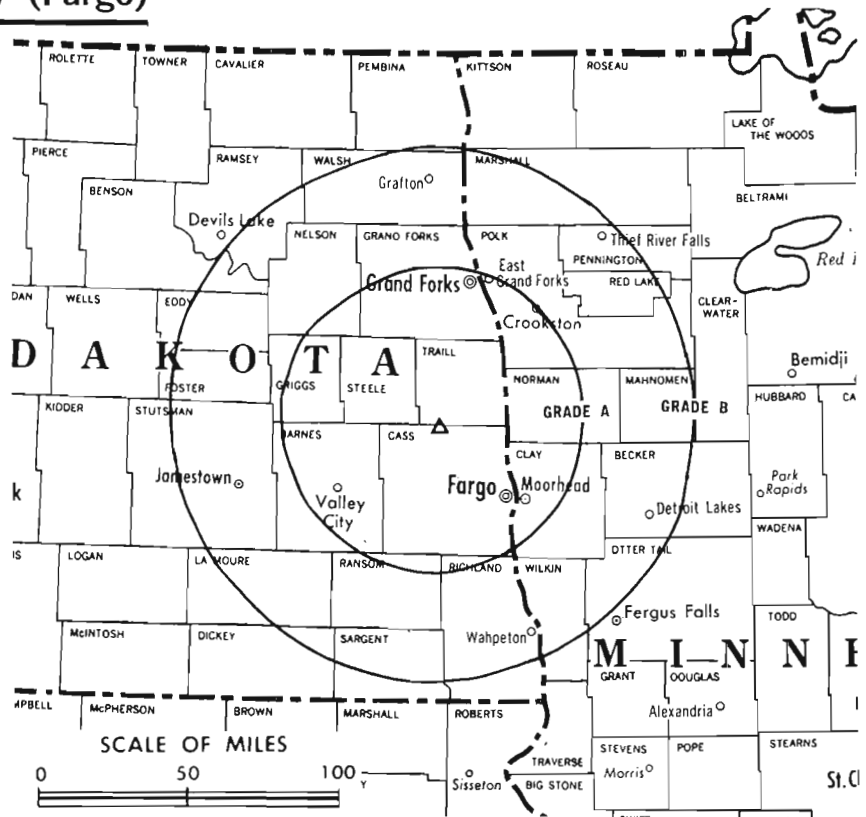 (Fargo)
ROLETTE
TOWNER
CAVALIER
PEMBINA
KITTSON
ROSEAU
LAKE OF
THE WOODS
PIERCE
RAMSEY
WALSH
MARSHALL
BENSON
Grafton
BELTRAMI
Devils Lake
NELSON
GRAND FORKS
POLK
Thief River Falls
PENNINGTON
Red
Grand Forks
East
Grand Forks
RED LAKE
WELLS
EDDY
Crookston
CLEAR-
WATER
D A K O T A
TRAILL
Bemidji
FOSTER
GRIGGS
STEELE
NORMAN
MAHNOMEN
GRADE A
GRADE B
HUBBARD
CA
KIDDER
STUTSMAN
BARNES
CASS
CLAY
BECKER
k
Jamestown
Valley
City
Fargo
Moorhead
Detroit Lakes
Park
Rapids
WADENA
IS
LOGAN
LA MOURE
RANSOM
RICHLAND
WILKIN
OTTER TAIL
Fergus Falls
TODD
McINTOSH
DICKEY
SARGENT
Wahpeton
M I N N
GRANT
DOUGLAS
MPBELL
McPHERSON
BROWN
MARSHALL
ROBERTS
Alexandria
SCALE OF MILES
0 50 100
Y
Sisseton
TRAVERSE
BIG STONE
STEVENS
POPE
STEARNS
Morris
St. Cl